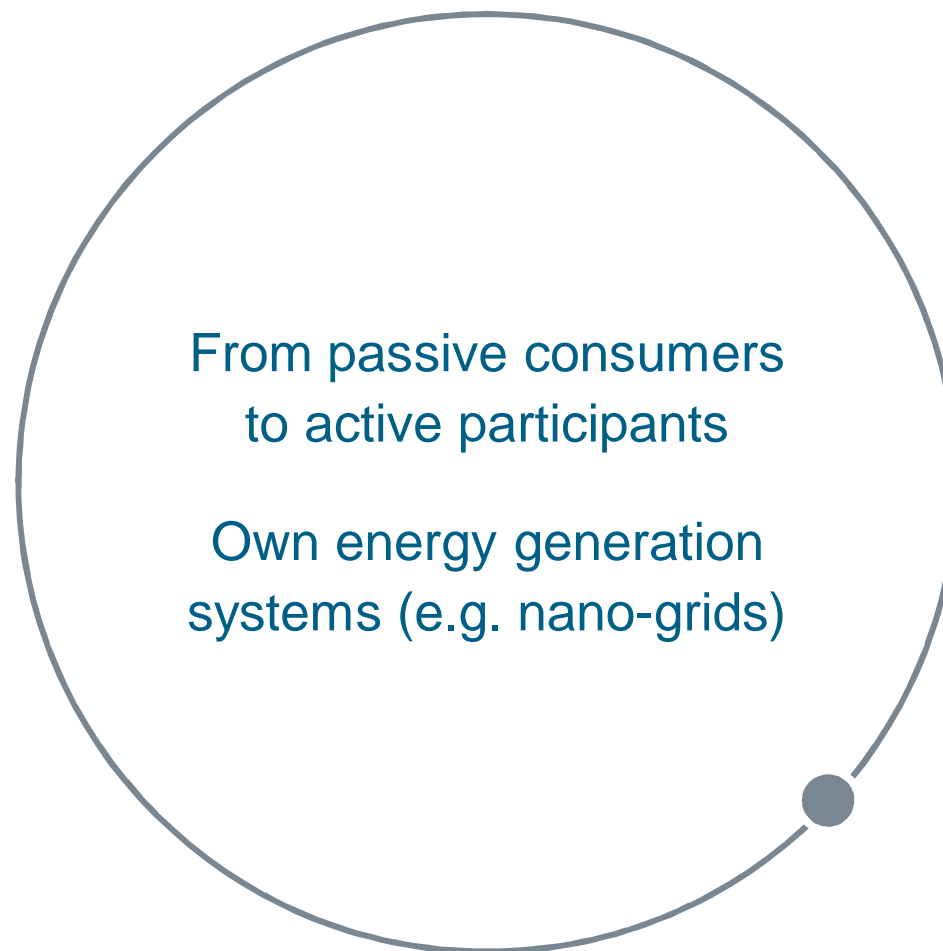 From passive consumers
to active participants
Own energy generation
systems (e.g. nano-grids)